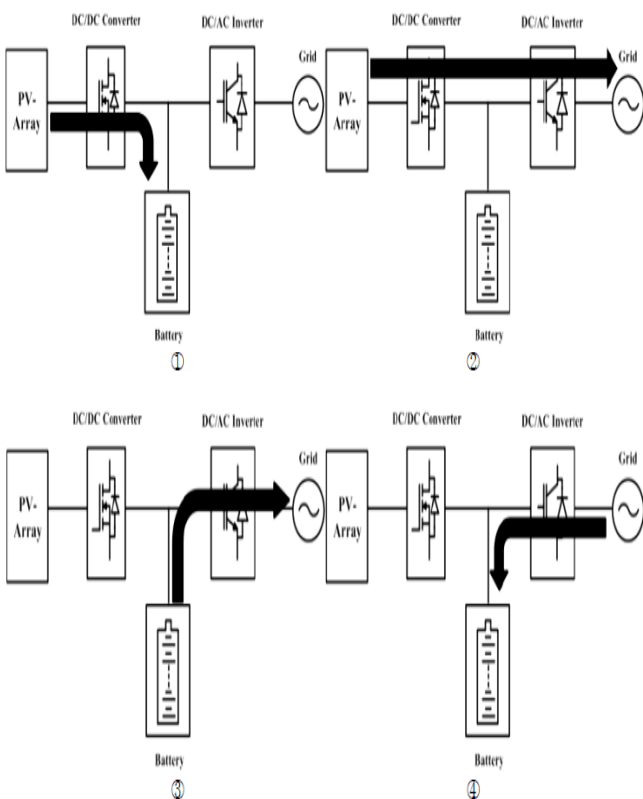 DC/DC Converter
DC/AC Inverter
Grid
PV-
Array
Battery
①
DC/DC Converter
DC/AC Inverter
Grid
PV-
Array
Battery
②
DC/DC Converter
DC/AC Inverter
Grid
PV-
Array
Battery
③
DC/DC Converter
DC/AC Inverter
Grid
PV-
Array
Battery
④